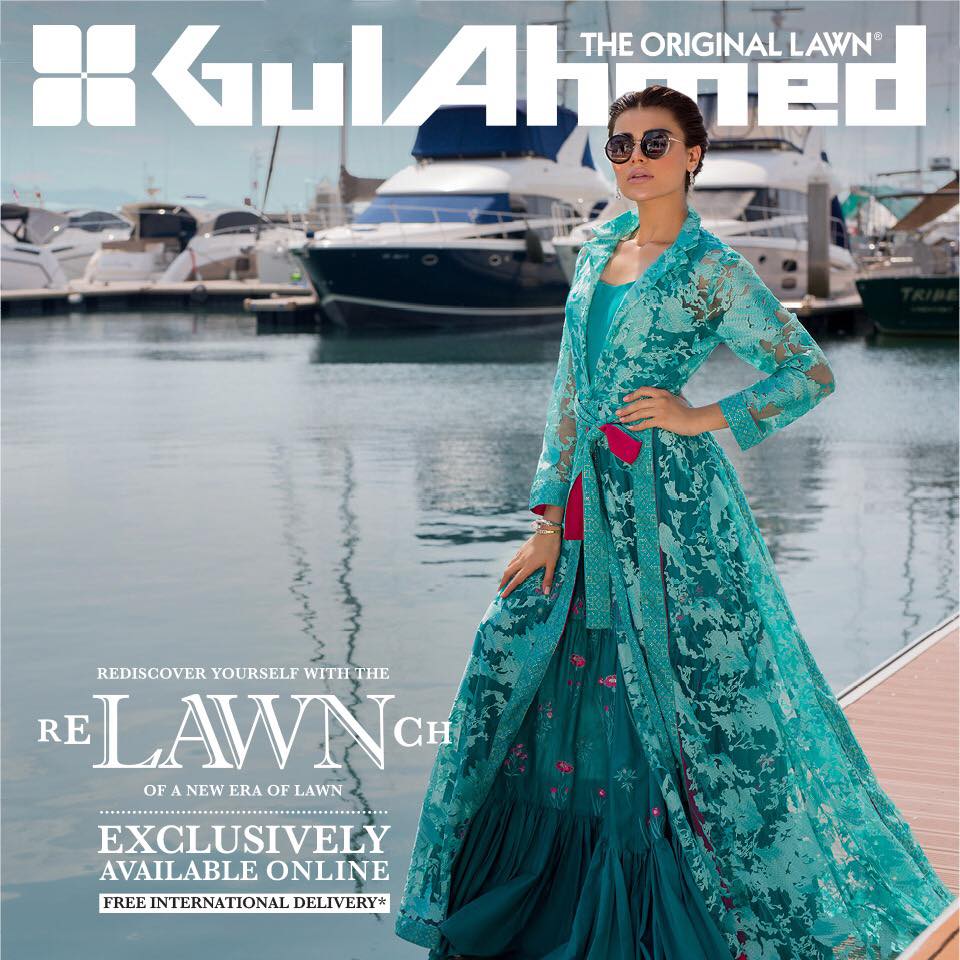 THE ORIGINAL LAWN®
GulAhmed
TRIBE
REDISCOVER YOURSELF WITH THE
RELAWNCH
OF A NEW ERA OF LAWN
EXCLUSIVELY
AVAILABLE ONLINE
FREE INTERNATIONAL DELIVERY*